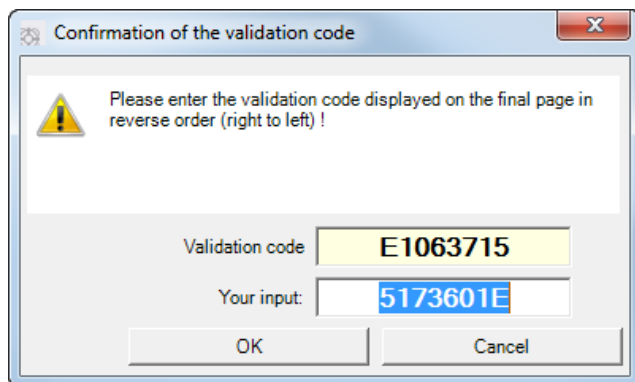 Confirmation of the validation code
Please enter the validation code displayed on the final page in
reverse order (right to left) !
Validation code E1063715
Your input: 5173601E
OK Cancel